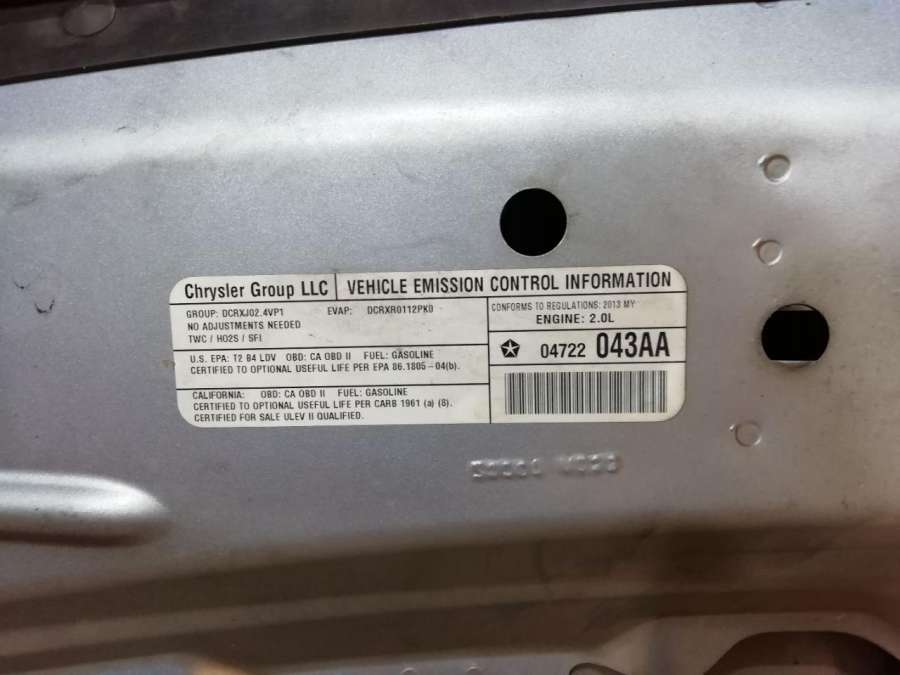 Chrysler Group LLC
VEHICLE EMISSION CONTROL INFORMATION
GROUP: DCRXJ02.4VP1 EVAP: DCRXR0112PK0
NO ADJUSTMENTS NEEDED
TWC / HO2S / SFI
CONFORMS TO REGULATIONS: 2013 MY
ENGINE: 2.0L
04722 043AA
U.S. EPA: T2 B4 LDV OBD: CA OBD II FUEL: GASOLINE
CERTIFIED TO OPTIONAL USEFUL LIFE PER EPA 86.1805-04(b).
CALIFORNIA: OBD: CA OBD II FUEL: GASOLINE
CERTIFIED TO OPTIONAL USEFUL LIFE PER CARB 1961 (a) (8).
CERTIFIED FOR SALE ULEV II QUALIFIED.